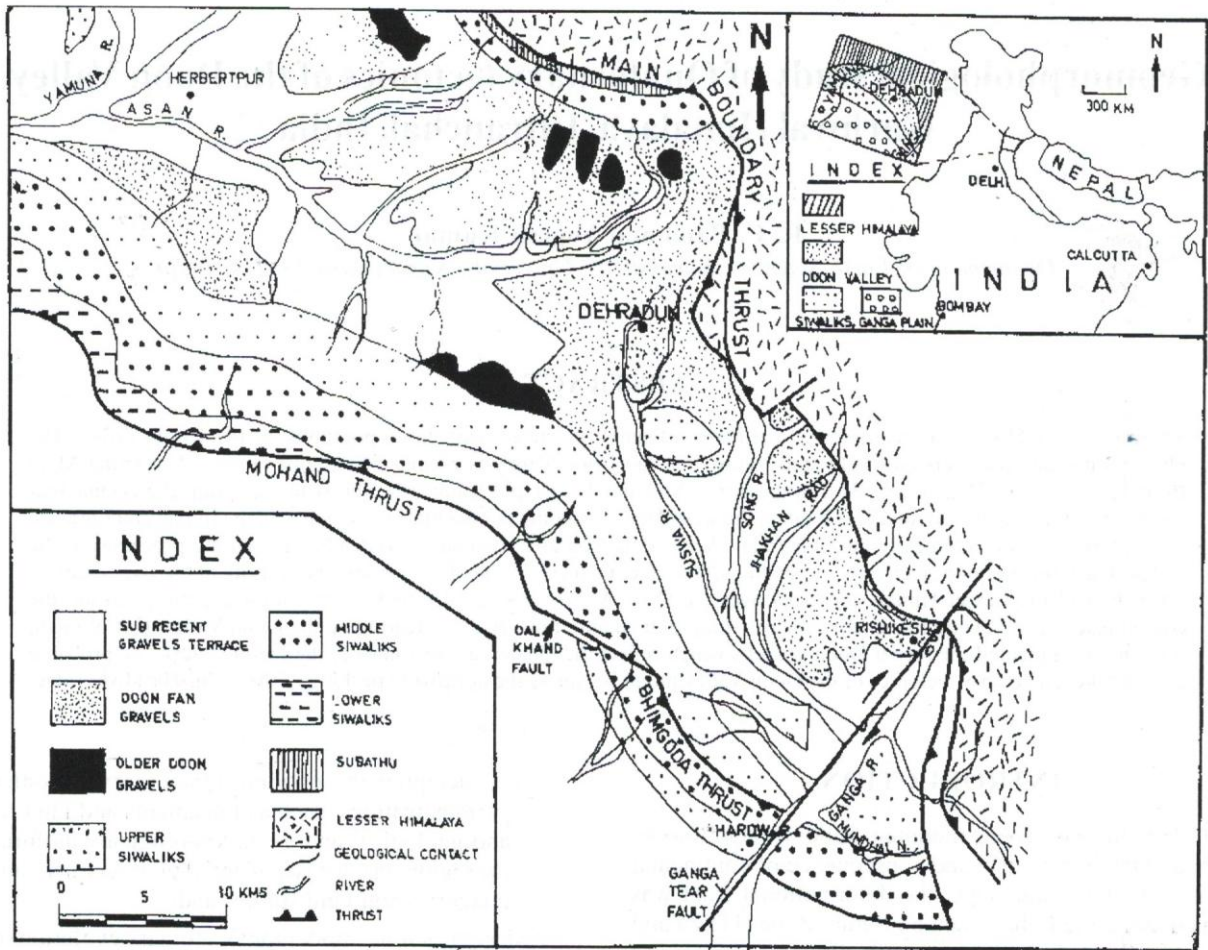 YAMUNA R.
HERBERTPUR
ASAN R.
MAIN
BOUNDARY
THRUST
N
DEHRADUN
MOHAND THRUST
SUSWA R.
SONG R.
JHAKHAN RAO
RISHIKESH
DAL
KHAND
FAULT
BHIMGODA THRUST
HARDWAR
GANGA R.
GANGA
TEAR
FAULT
N
300 KM
DEHRADUN
INDEX
LESSER HIMALAYA
DOON VALLEY
SIWALIKS, GANGA PLAIN
DELHI
NEPAL
CALCUTTA
INDIA
BOMBAY
INDEX
SUB RECENT
GRAVELS TERRACE
DOON FAN
GRAVELS
OLDER DOON
GRAVELS
UPPER
SIWALIKS
MIDDLE
SIWALIKS
LOWER
SIWALIKS
SUBATHU
LESSER HIMALAYA
GEOLOGICAL CONTACT
RIVER
THRUST
0 5 10 KMS